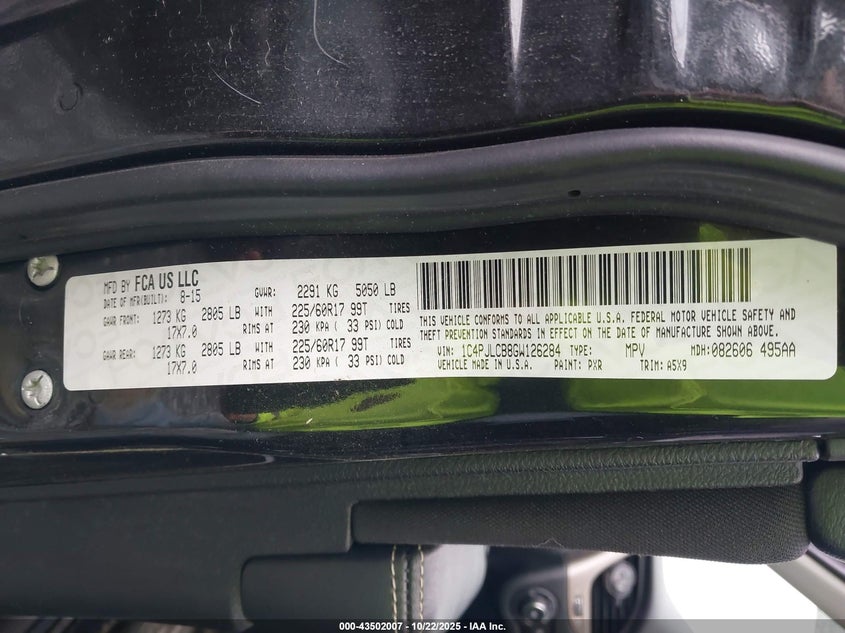 MFD BY FCA US LLC
DATE OF MFR(BUILT): 8-15 GVWR: 2291 KG 5050 LB
GAWR FRONT: 1273 KG 2805 LB WITH 225/60R17 99T TIRES
17X7.0 RIMS AT 230 KPA ( 33 PSI) COLD
GAWR REAR: 1273 KG 2805 LB WITH 225/60R17 99T TIRES
17X7.0 RIMS AT 230 KPA ( 33 PSI) COLD
THIS VEHICLE CONFORMS TO ALL APPLICABLE U.S.A. FEDERAL MOTOR VEHICLE SAFETY AND
THEFT PREVENTION STANDARDS IN EFFECT ON THE DATE OF MANUFACTURE SHOWN ABOVE.
VIN: 1C4PJLCB8GW126284 TYPE: MPV MDH: 082606 495AA
VEHICLE MADE IN U.S.A. PAINT: PXR TRIM: A5X9
000-43502007 - 10/22/2025 - IAA Inc.